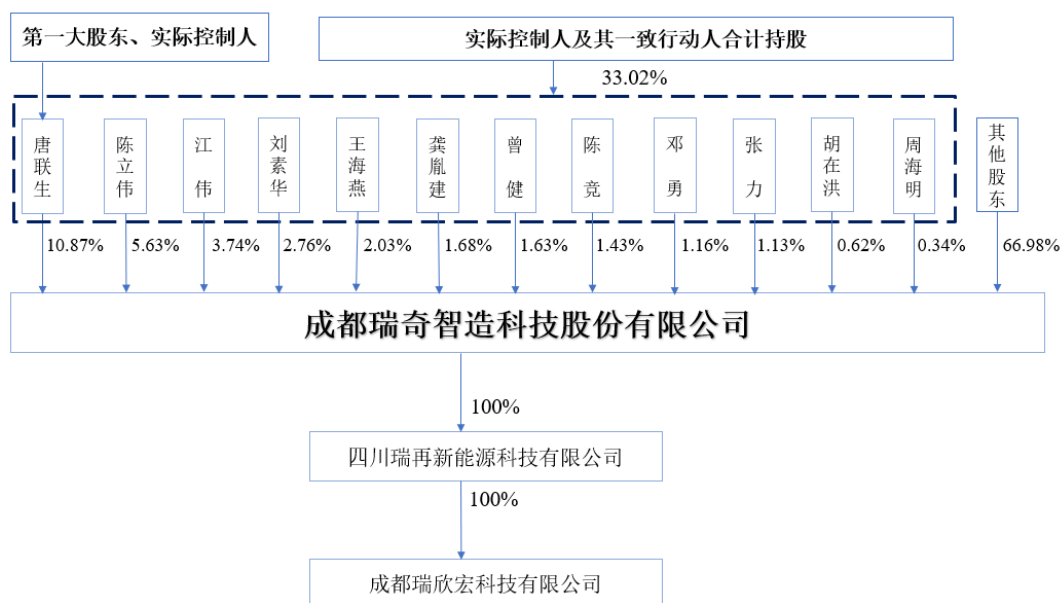 第一大股东、实际控制人
实际控制人及其一致行动人合计持股
33.02%
唐联生
陈立伟
江伟
刘素华
王海燕
龚胤建
曾健
陈竞
邓勇
张力
胡在洪
周海明
其他股东
10.87%
5.63%
3.74%
2.76%
2.03%
1.68%
1.63%
1.43%
1.16%
1.13%
0.62%
0.34%
66.98%
成都瑞奇智造科技股份有限公司
100%
四川瑞再新能源科技有限公司
100%
成都瑞欣宏科技有限公司